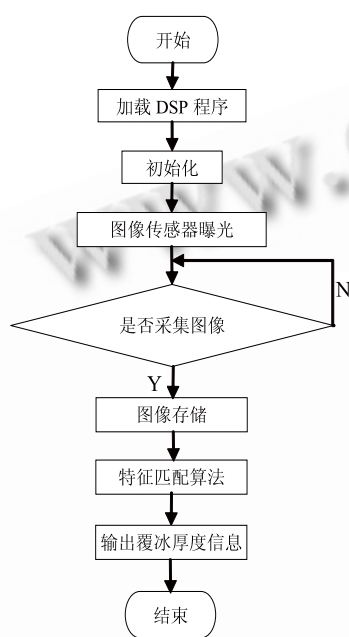 开始
加载 DSP 程序
初始化
www.
图像传感器曝光
N
是否采集图像
Y
图像存储
特征匹配算法
输出覆冰厚度信息
结束